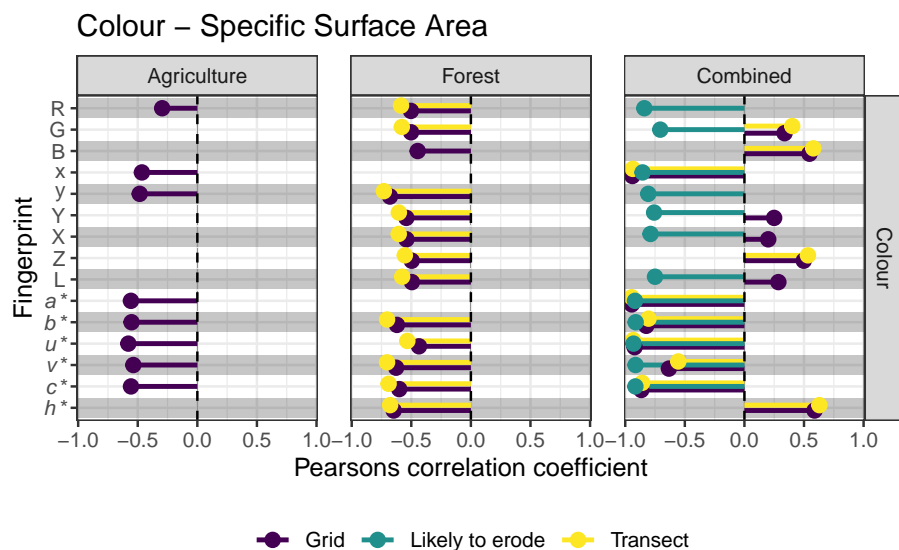 Colour – Specific Surface Area
Agriculture Forest Combined
Fingerprint
R
G
B
x
y
Y
X
Z
L
a*
b*
u*
v*
c*
h*
Colour
−1.0 −0.5 0.0 0.5 1.0 −1.0 −0.5 0.0 0.5 1.0 −1.0 −0.5 0.0 0.5 1.0
Pearsons correlation coefficient
Grid Likely to erode Transect